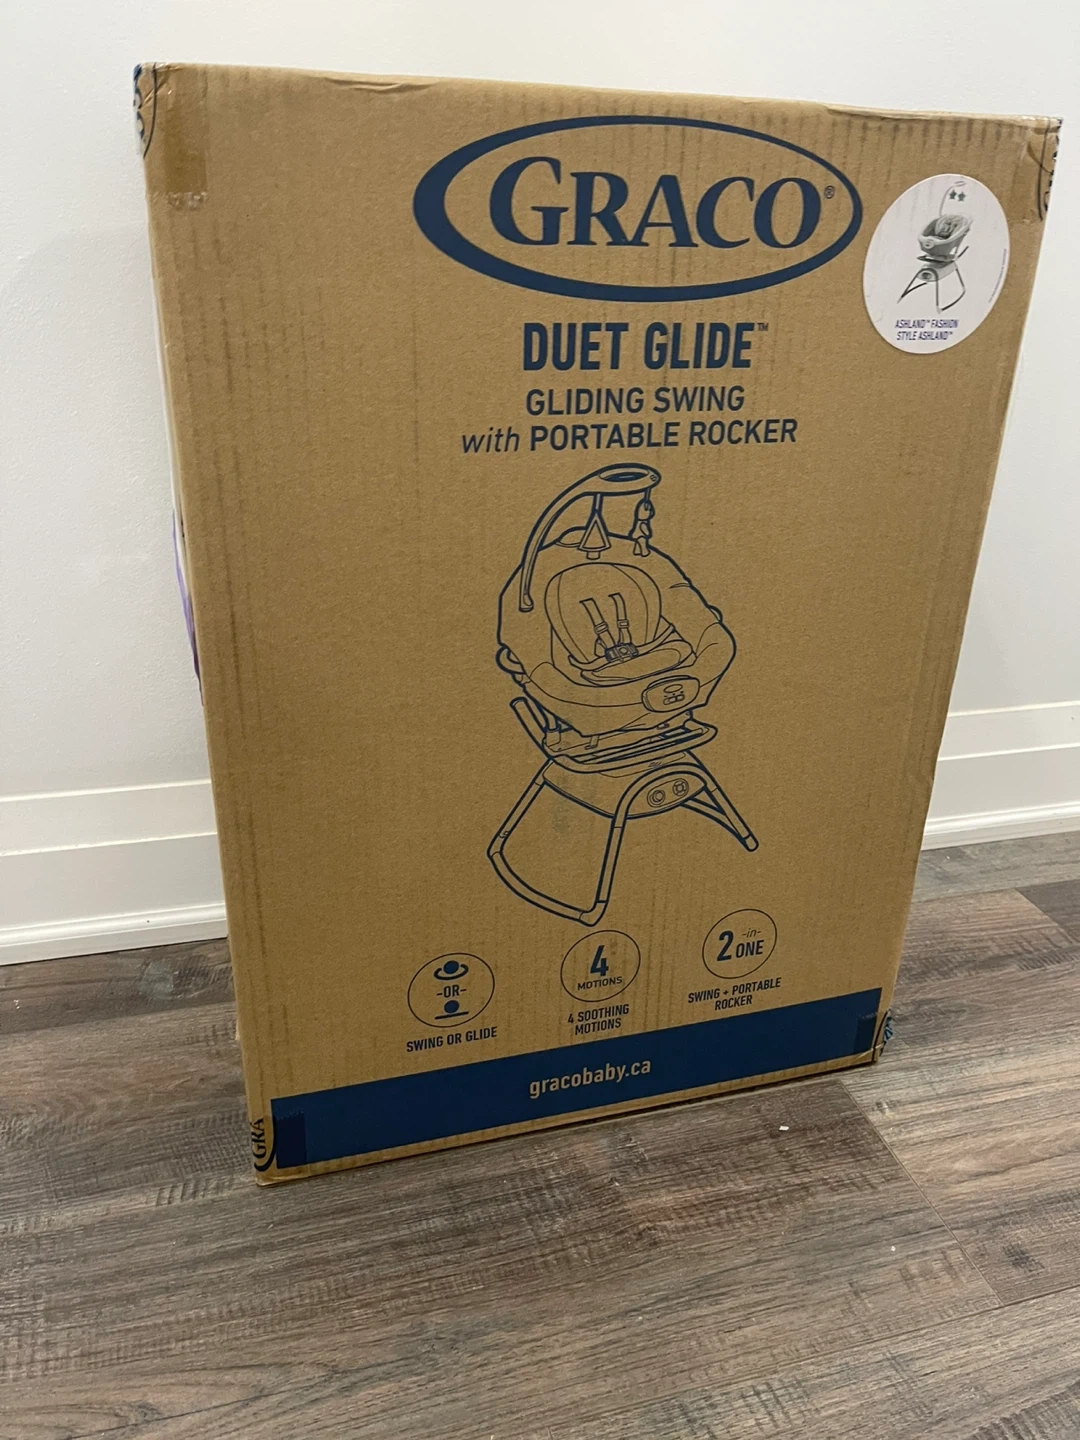 GRACO®
DUET GLIDE™
GLIDING SWING
with PORTABLE ROCKER
ASHLAND™ FASHION
STYLE ASHLAND™
-OR-
SWING OR GLIDE
4
MOTIONS
4 SOOTHING
MOTIONS
2 -in-
ONE
SWING + PORTABLE
ROCKER
gracobaby.ca
GRA